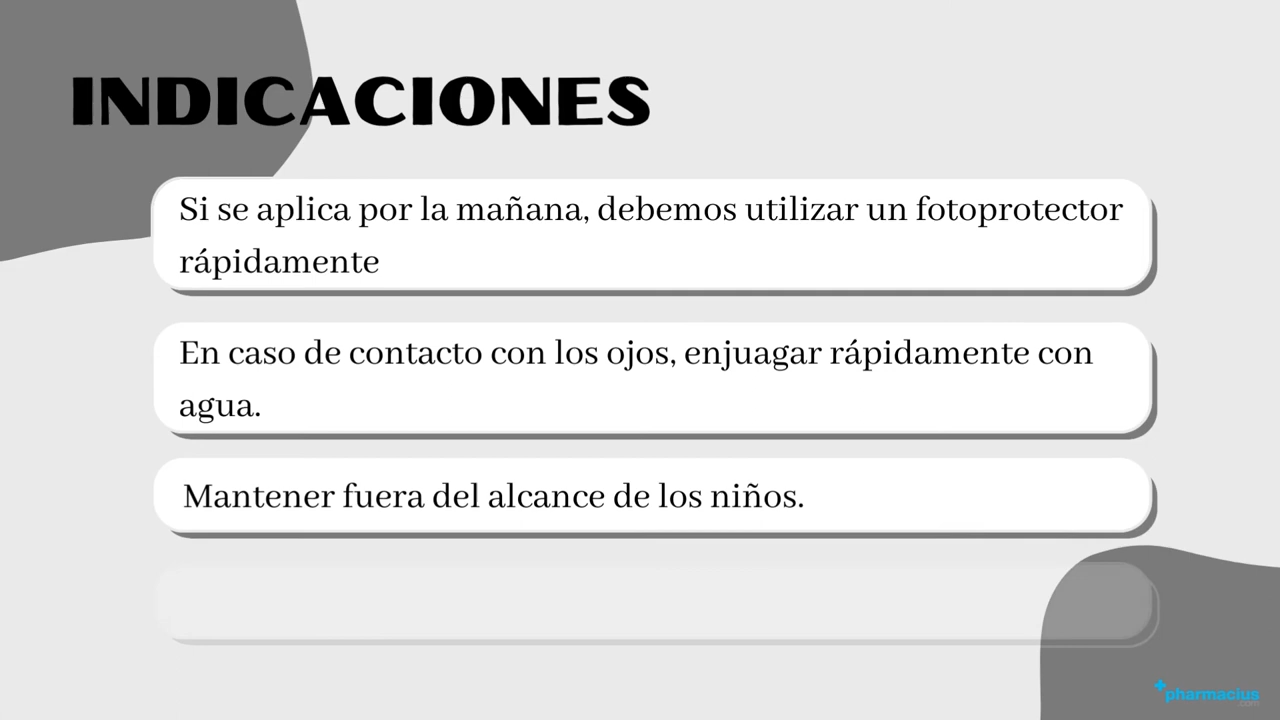 INDICACIONES
Si se aplica por la mañana, debemos utilizar un fotoprotector
rápidamente
En caso de contacto con los ojos, enjuagar rápidamente con
agua.
Mantener fuera del alcance de los niños.
pharmacius
.com